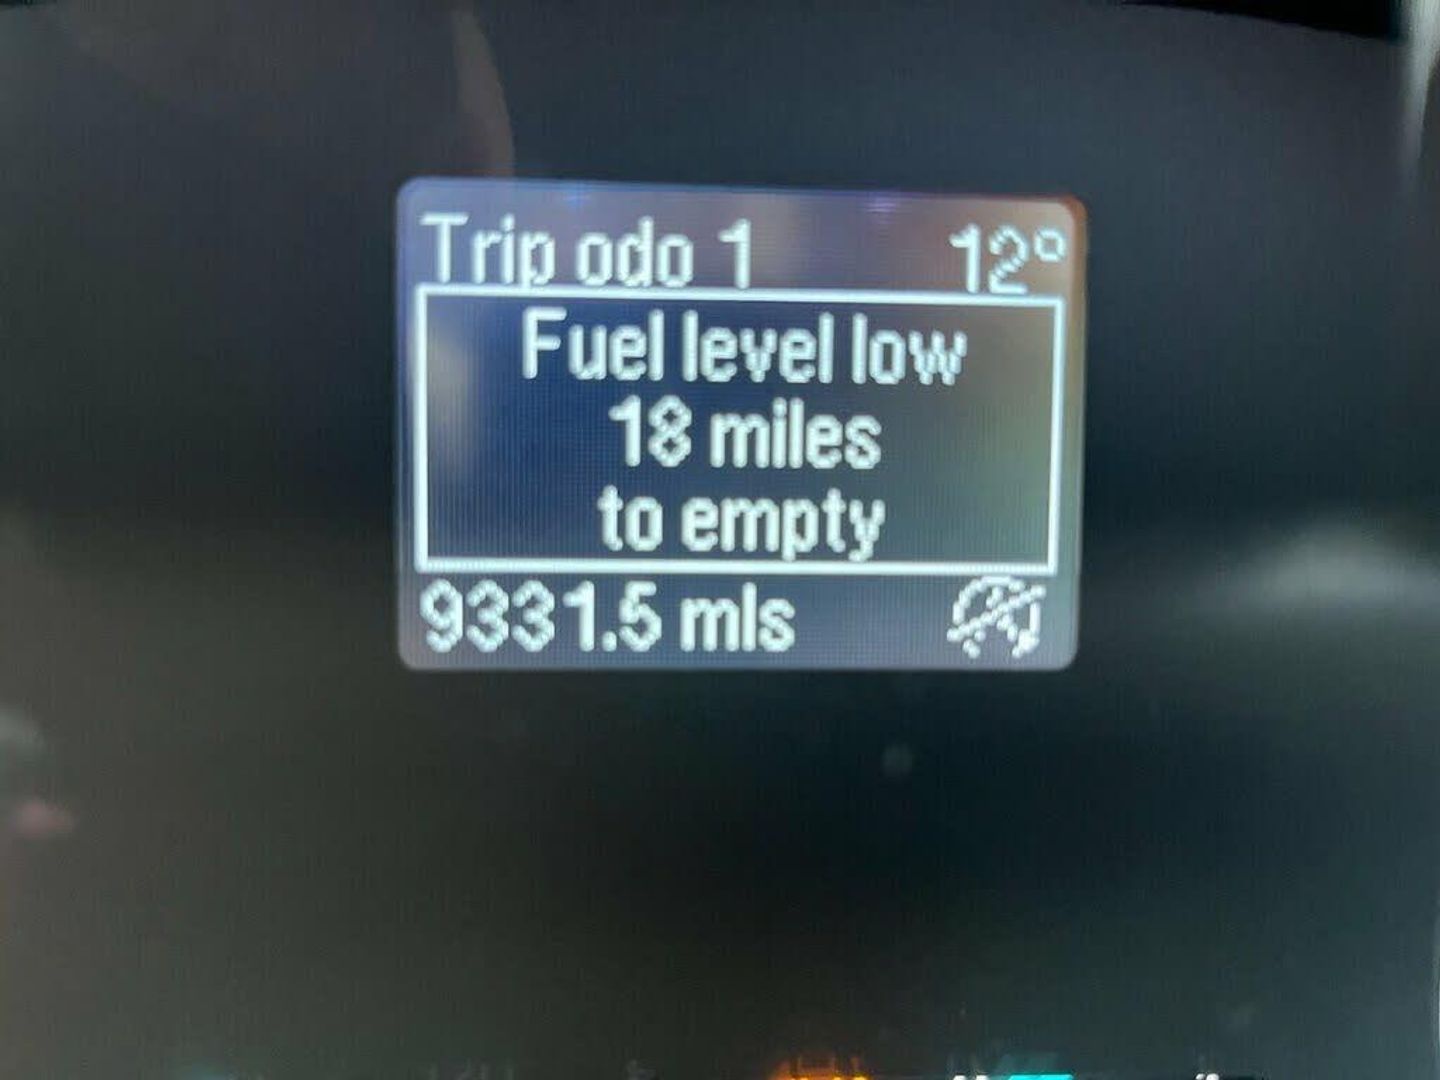 Trip odo 1 12°
Fuel level low
18 miles
to empty
9331.5 mls